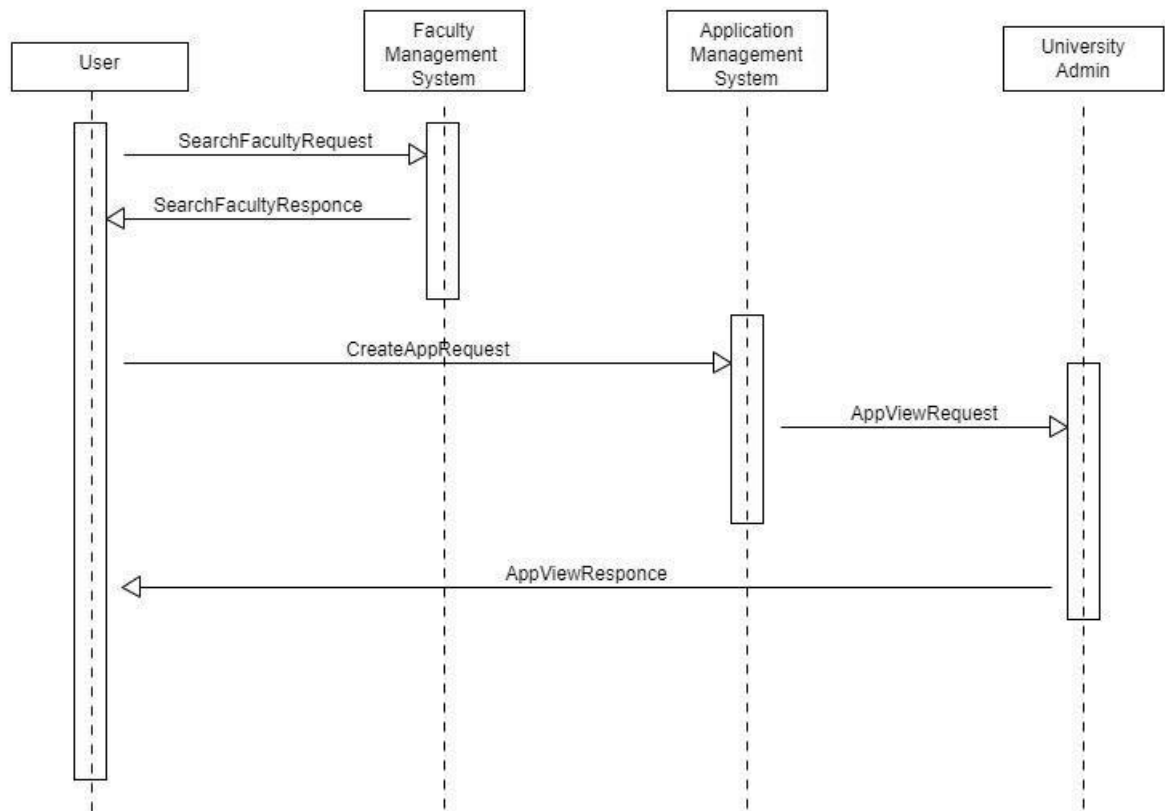 User
Faculty
Management
System
Application
Management
System
University
Admin
SearchFacultyRequest
SearchFacultyResponce
CreateAppRequest
AppViewRequest
AppViewResponce